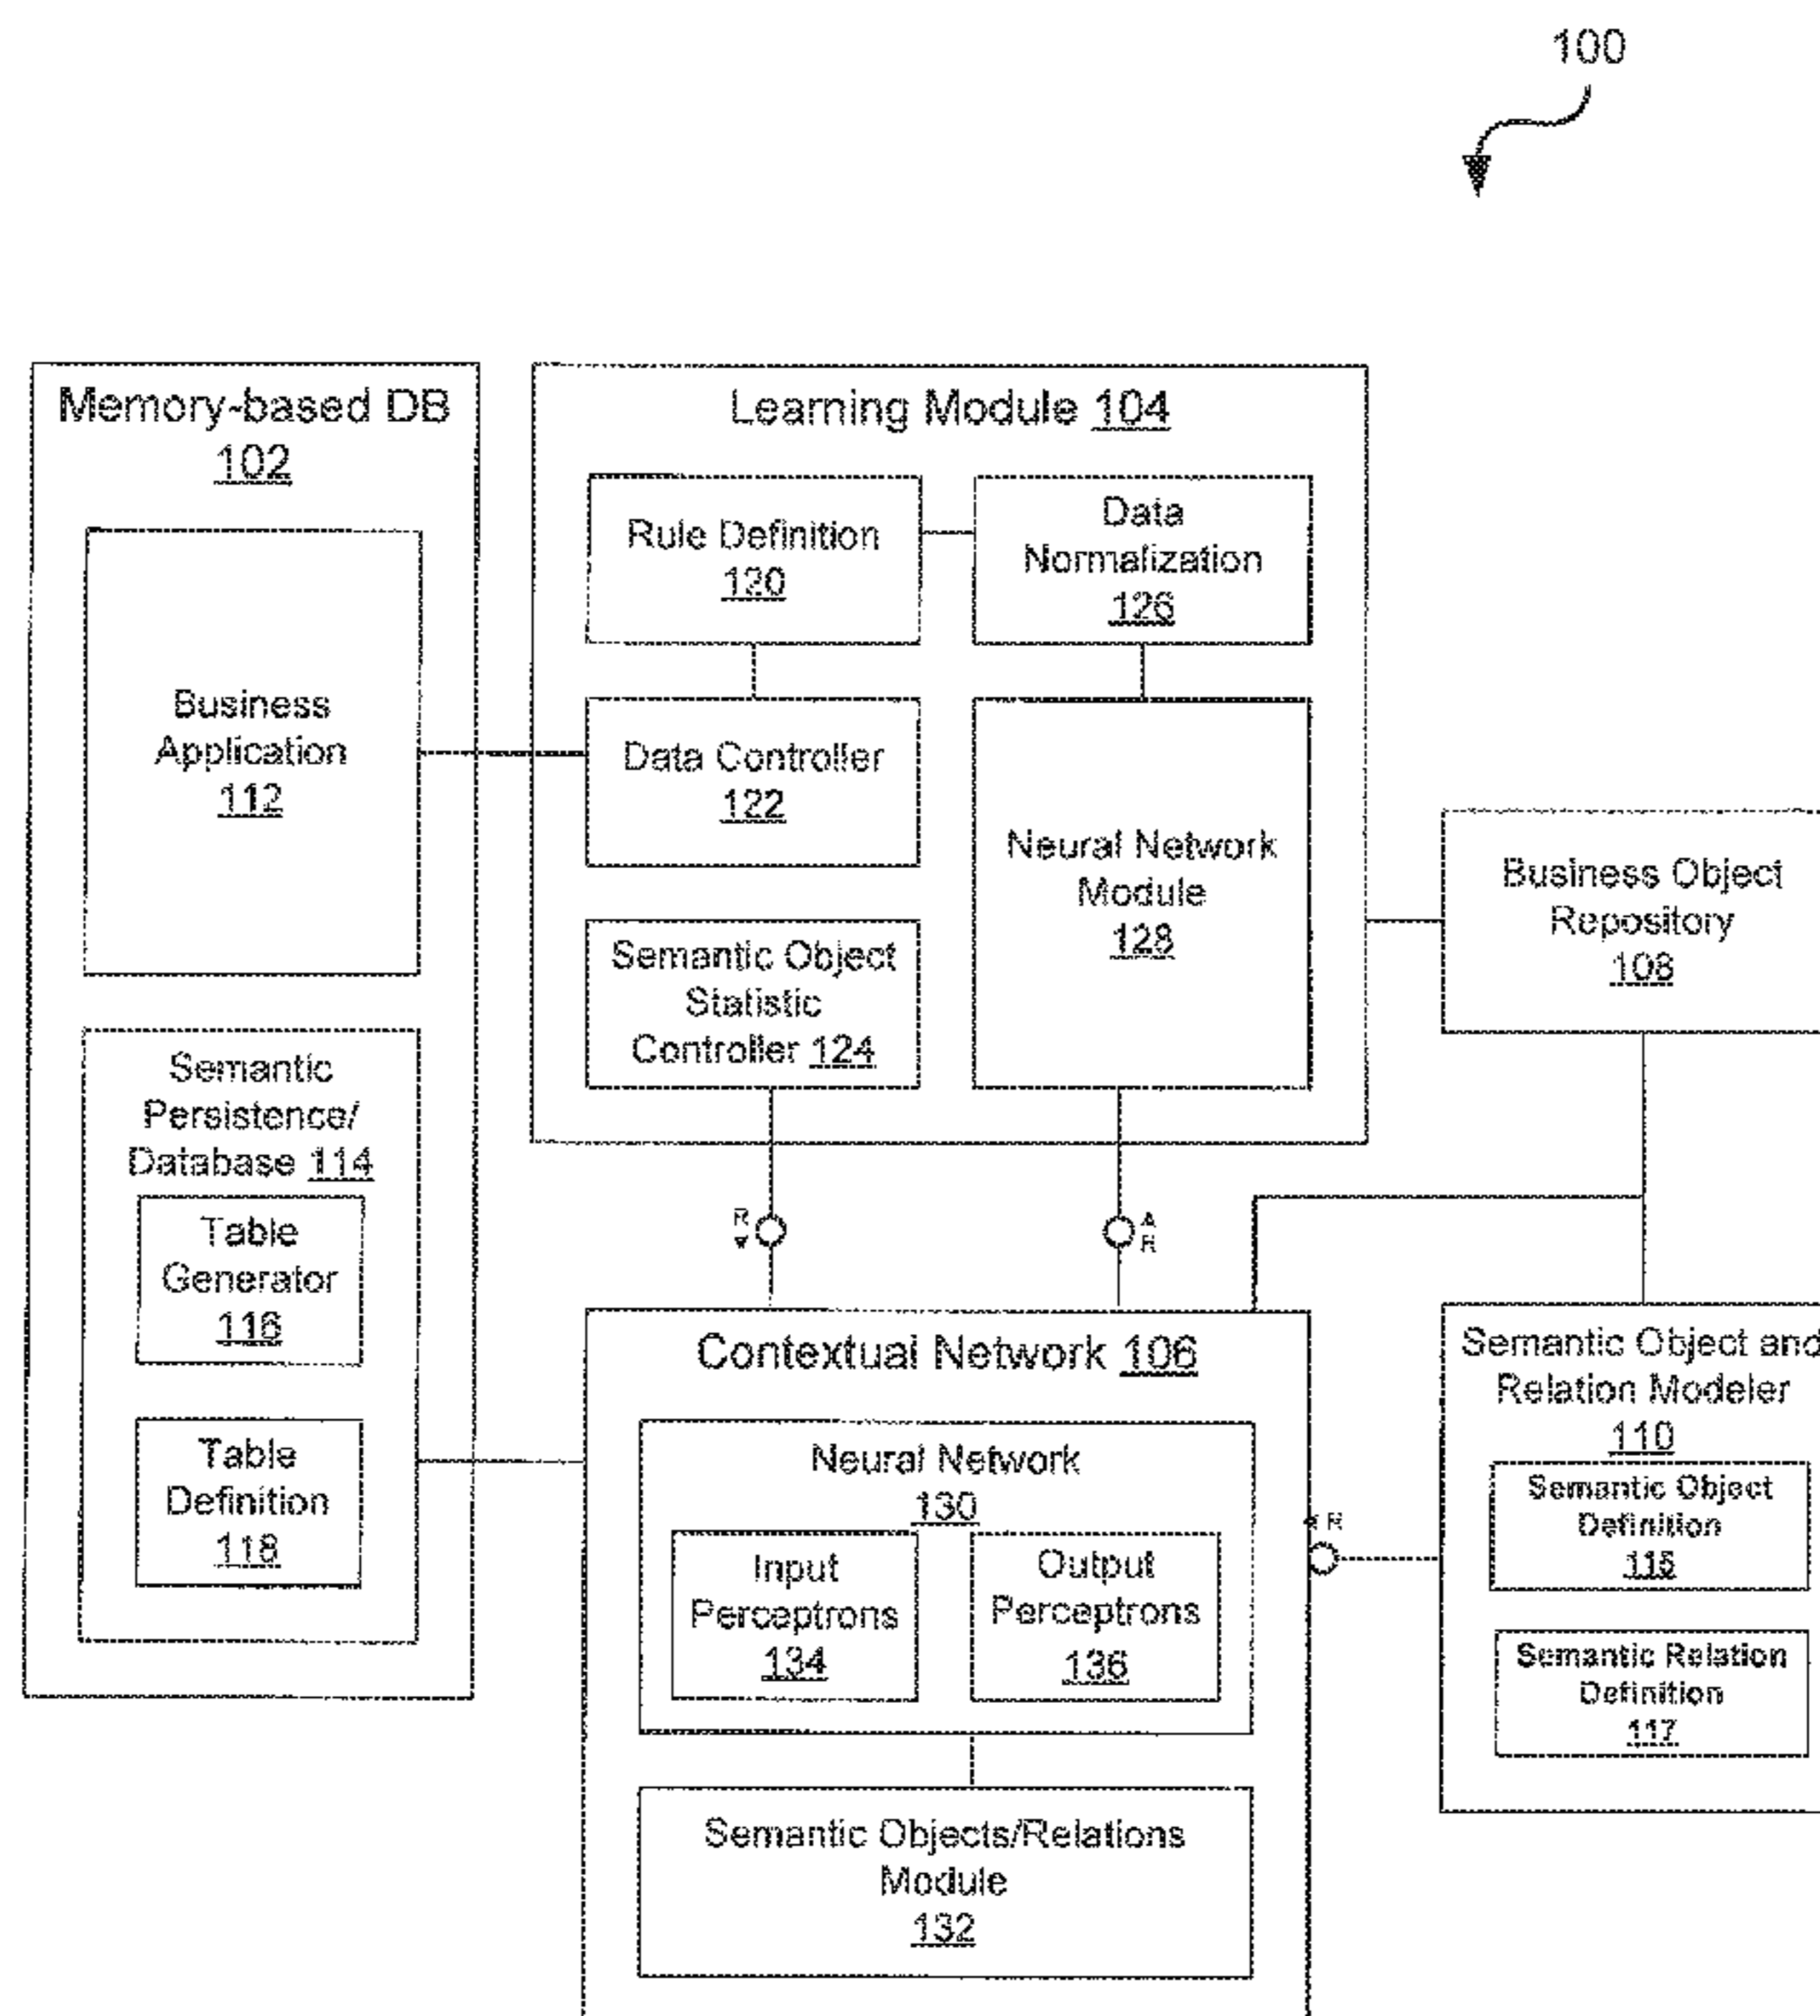 100
Memory-based DB
102
Business
Application
112
Semantic
Persistence/
Database 114
Table
Generator
116
Table
Definition
118
Learning Module 104
Rule Definition
120
Data
Normalization
126
Data Controller
122
Neural Network
Module
128
Semantic Object
Statistic
Controller 124
Business Object
Repository
108
R
R
Contextual Network 106
Neural Network
130
Input
Perceptrons
134
Output
Perceptrons
136
Semantic Objects/Relations
Module
132
R
Semantic Object and
Relation Modeler
110
Semantic Object
Definition
115
Semantic Relation
Definition
117